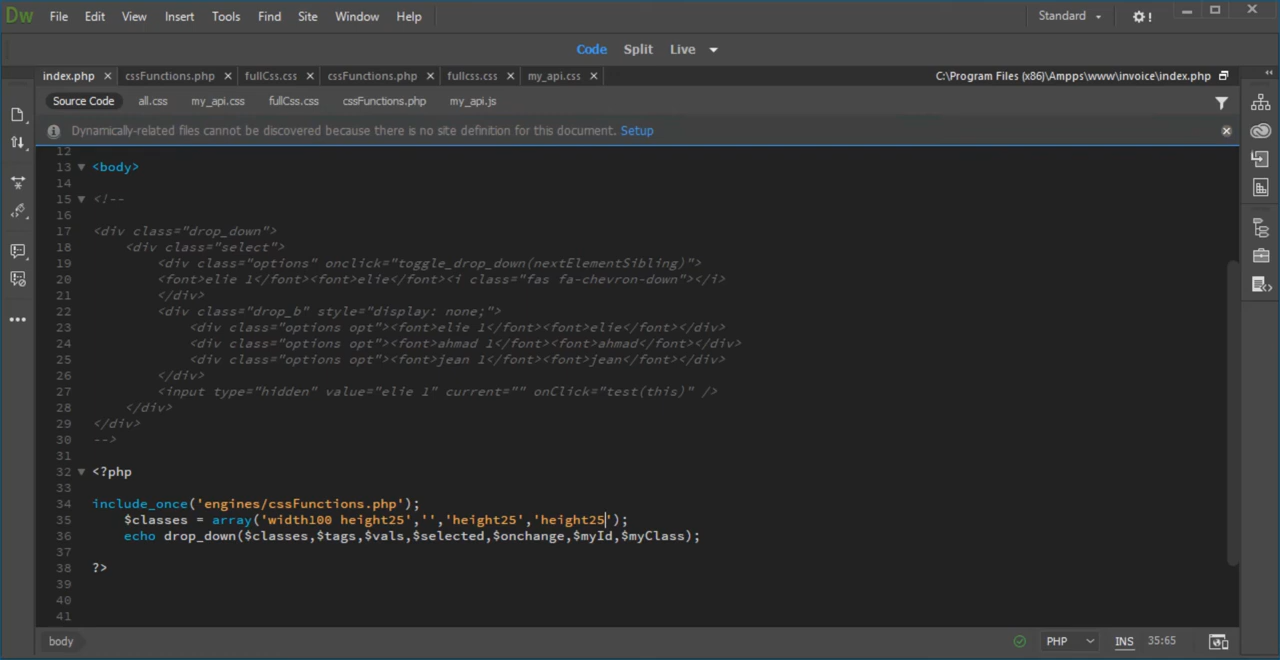 Dw File Edit View Insert Tools Find Site Window Help Standard !
Code Split Live
index.php cssFunctions.php fullCss.css cssFunctions.php fullcss.css my_api.css C:\Program Files (x86)\Ampps\www\invoice\index.php
Source Code all.css my_api.css fullCss.css cssFunctions.php my_api.js
Dynamically-related files cannot be discovered because there is no site definition for this document. Setup
12
13 <body>
14
15 <!--
16
17 <div class="drop_down">
18 <div class="select">
19 <div class="options" onclick="toggle_drop_down(nextElementSibling)">
20 <font>elie 1</font><font>elie</font><i class="fas fa-chevron-down"></i>
21 </div>
22 <div class="drop_b" style="display: none;">
23 <div class="options opt"><font>elie 1</font><font>elie</font></div>
24 <div class="options opt"><font>ahmad 1</font><font>ahmad</font></div>
25 <div class="options opt"><font>jean 1</font><font>jean</font></div>
26 </div>
27 <input type="hidden" value="elie 1" current="" onClick="test(this)" />
28 </div>
29 </div>
30 -->
31
32 <?php
33
34 include_once('engines/cssFunctions.php');
35 $classes = array('width100 height25','','height25','height25');
36 echo drop_down($classes,$tags,$vals,$selected,$onchange,$myId,$myClass);
37
38 ?>
39
40
41
body PHP INS 35:65